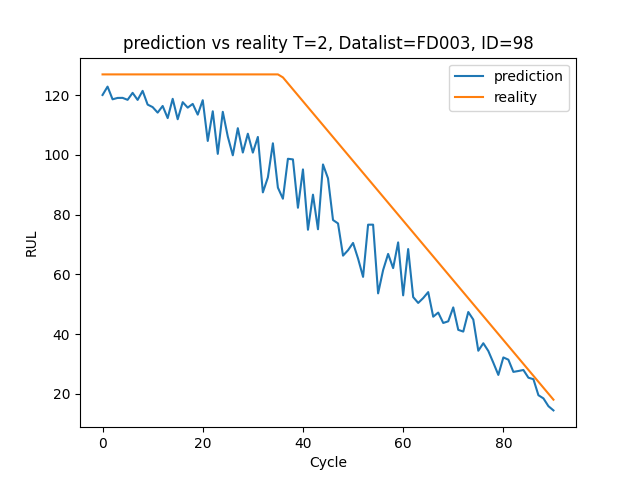 prediction vs reality T=2, Datalist=FD003, ID=98
prediction
reality
120
100
80
60
40
20
RUL
0
20
40
60
80
Cycle